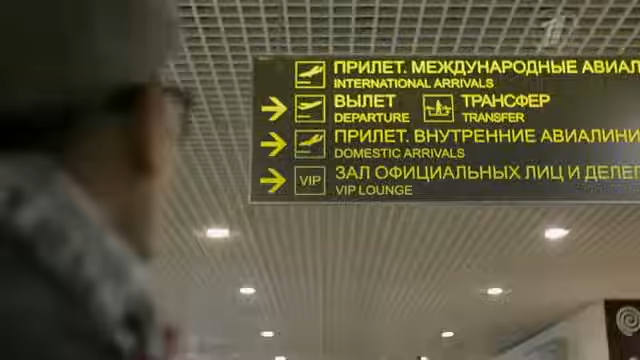 ПРИЛЕТ. МЕЖДУНАРОДНЫЕ АВИАЛ
INTERNATIONAL ARRIVALS
ВЫЛЕТ ТРАНСФЕР
DEPARTURE TRANSFER
ПРИЛЕТ. ВНУТРЕННИЕ АВИАЛИНИ
DOMESTIC ARRIVALS
VIP ЗАЛ ОФИЦИАЛЬНЫХ ЛИЦ И ДЕЛЕГ
VIP LOUNGE